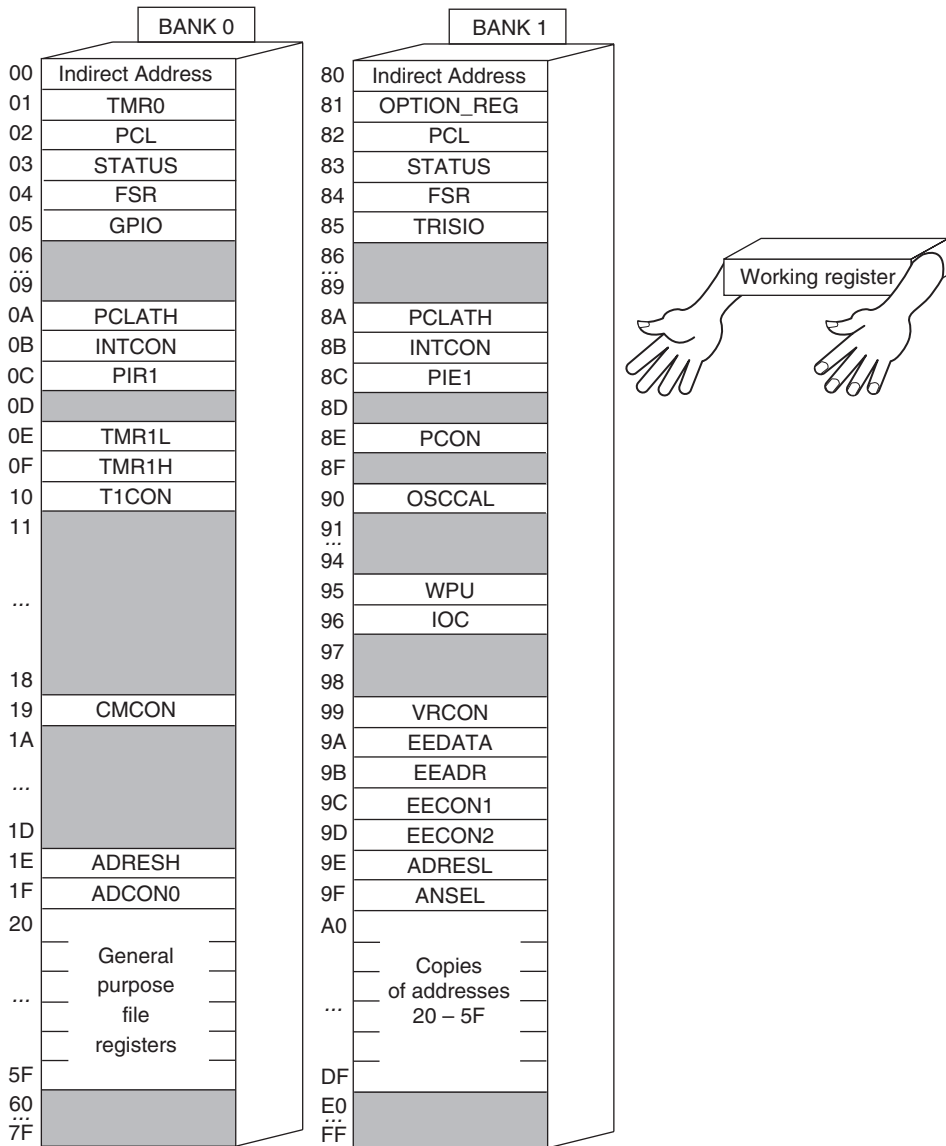 BANK 0
00 Indirect Address
01 TMR0
02 PCL
03 STATUS
04 FSR
05 GPIO
06
...
09
0A PCLATH
0B INTCON
0C PIR1
0D
0E TMR1L
0F TMR1H
10 T1CON
11
...
18
19 CMCON
1A
...
1D
1E ADRESH
1F ADCON0
20
General
purpose
... file
registers
5F
60
...
7F
BANK 1
80 Indirect Address
81 OPTION_REG
82 PCL
83 STATUS
84 FSR
85 TRISIO
86
...
89
8A PCLATH
8B INTCON
8C PIE1
8D
8E PCON
8F
90 OSCCAL
91
...
94
95 WPU
96 IOC
97
98
99 VRCON
9A EEDATA
9B EEADR
9C EECON1
9D EECON2
9E ADRESL
9F ANSEL
A0
Copies
of addresses
... 20 – 5F
DF
E0
...
FF
Working register